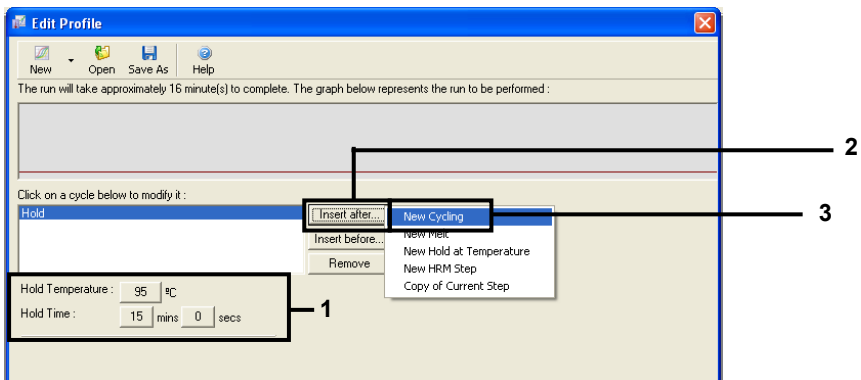 Edit Profile
New Open Save As Help
The run will take approximately 16 minute(s) to complete. The graph below represents the run to be performed :
2
Click on a cycle below to modify it :
Hold
Insert after...
New Cycling
3
Insert before...
New Melt
New Hold at Temperature
Remove
New HRM Step
Copy of Current Step
Hold Temperature : 95 ºC
Hold Time : 15 mins 0 secs
1